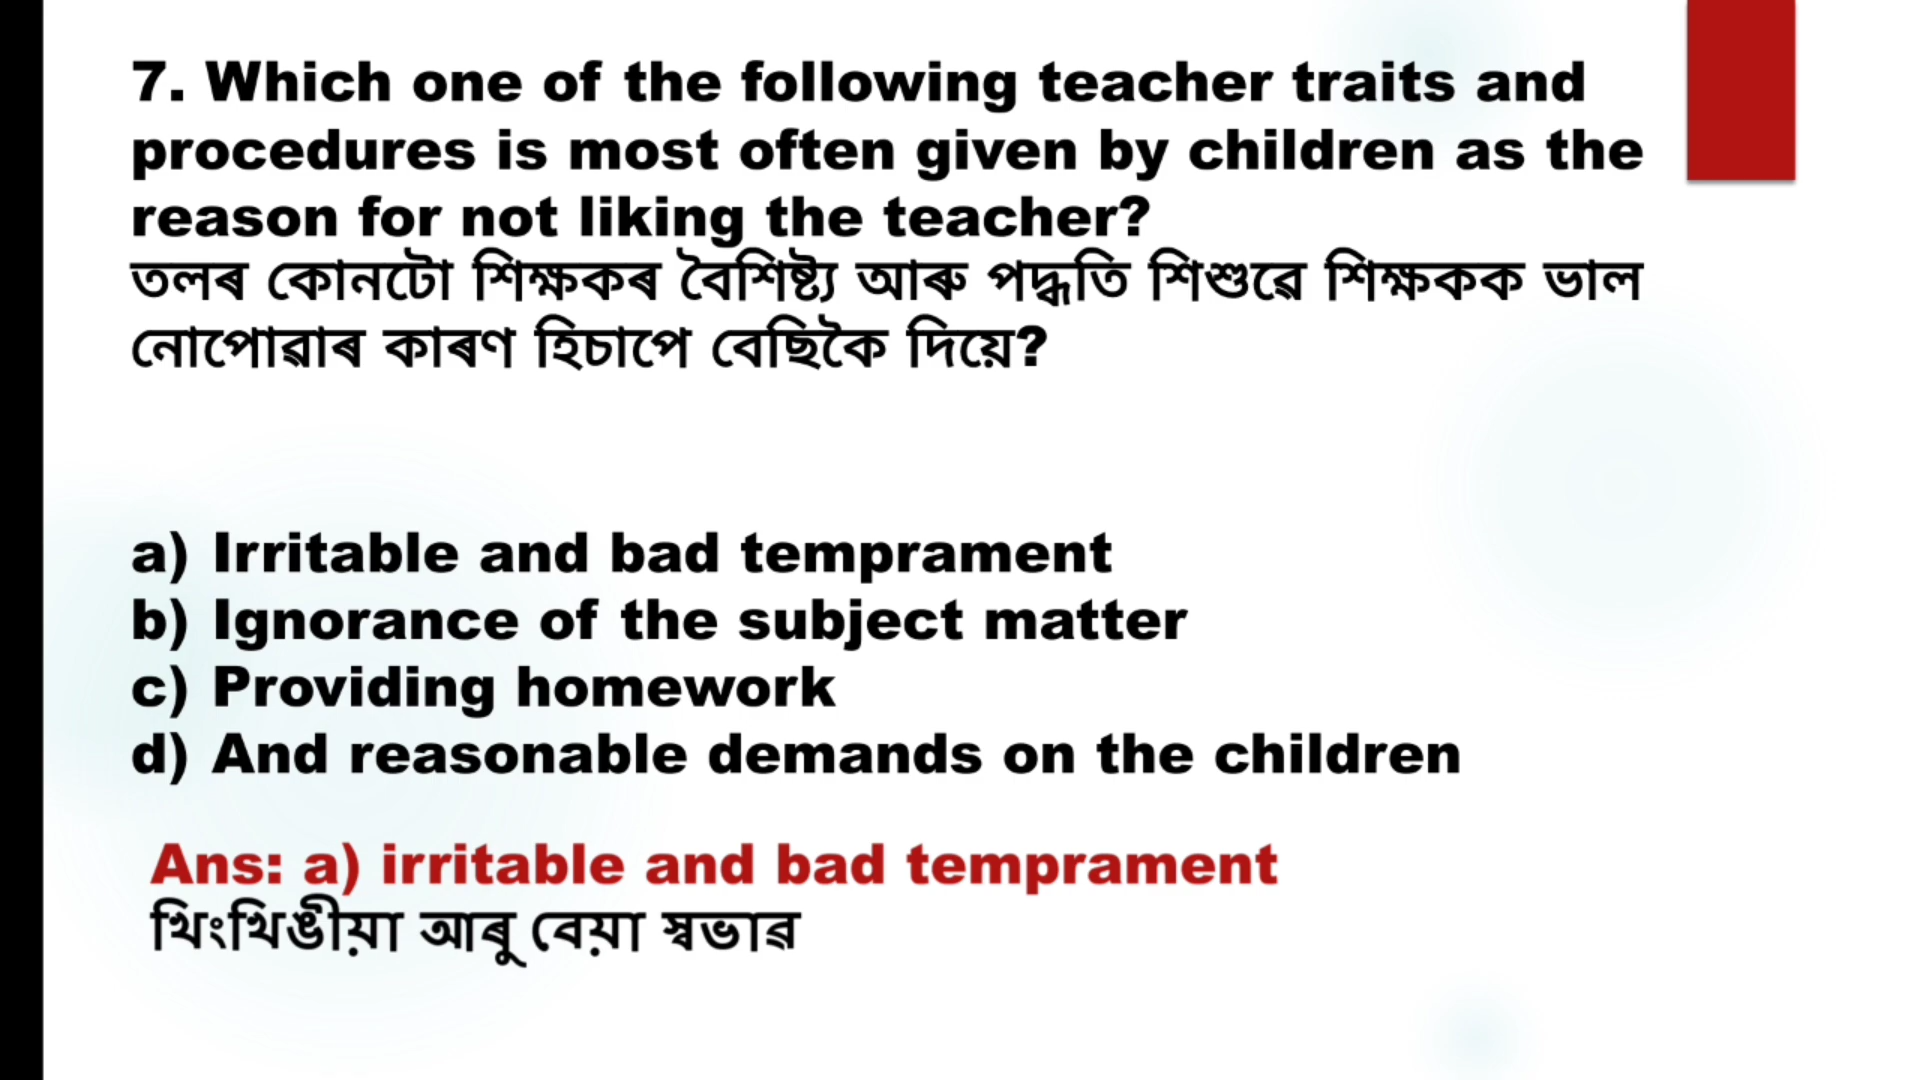 7. Which one of the following teacher traits and
procedures is most often given by children as the
reason for not liking the teacher?
তলৰ কোনটো শিক্ষকৰ বৈশিষ্ট্য আৰু পদ্ধতি শিশুৱে শিক্ষকক ভাল
নোপোৱাৰ কাৰণ হিচাপে বেছিকৈ দিয়ে?
a) Irritable and bad temprament
b) Ignorance of the subject matter
c) Providing homework
d) And reasonable demands on the children
Ans: a) irritable and bad temprament
খিংখিঙীয়া আৰু বেয়া স্বভাৱ